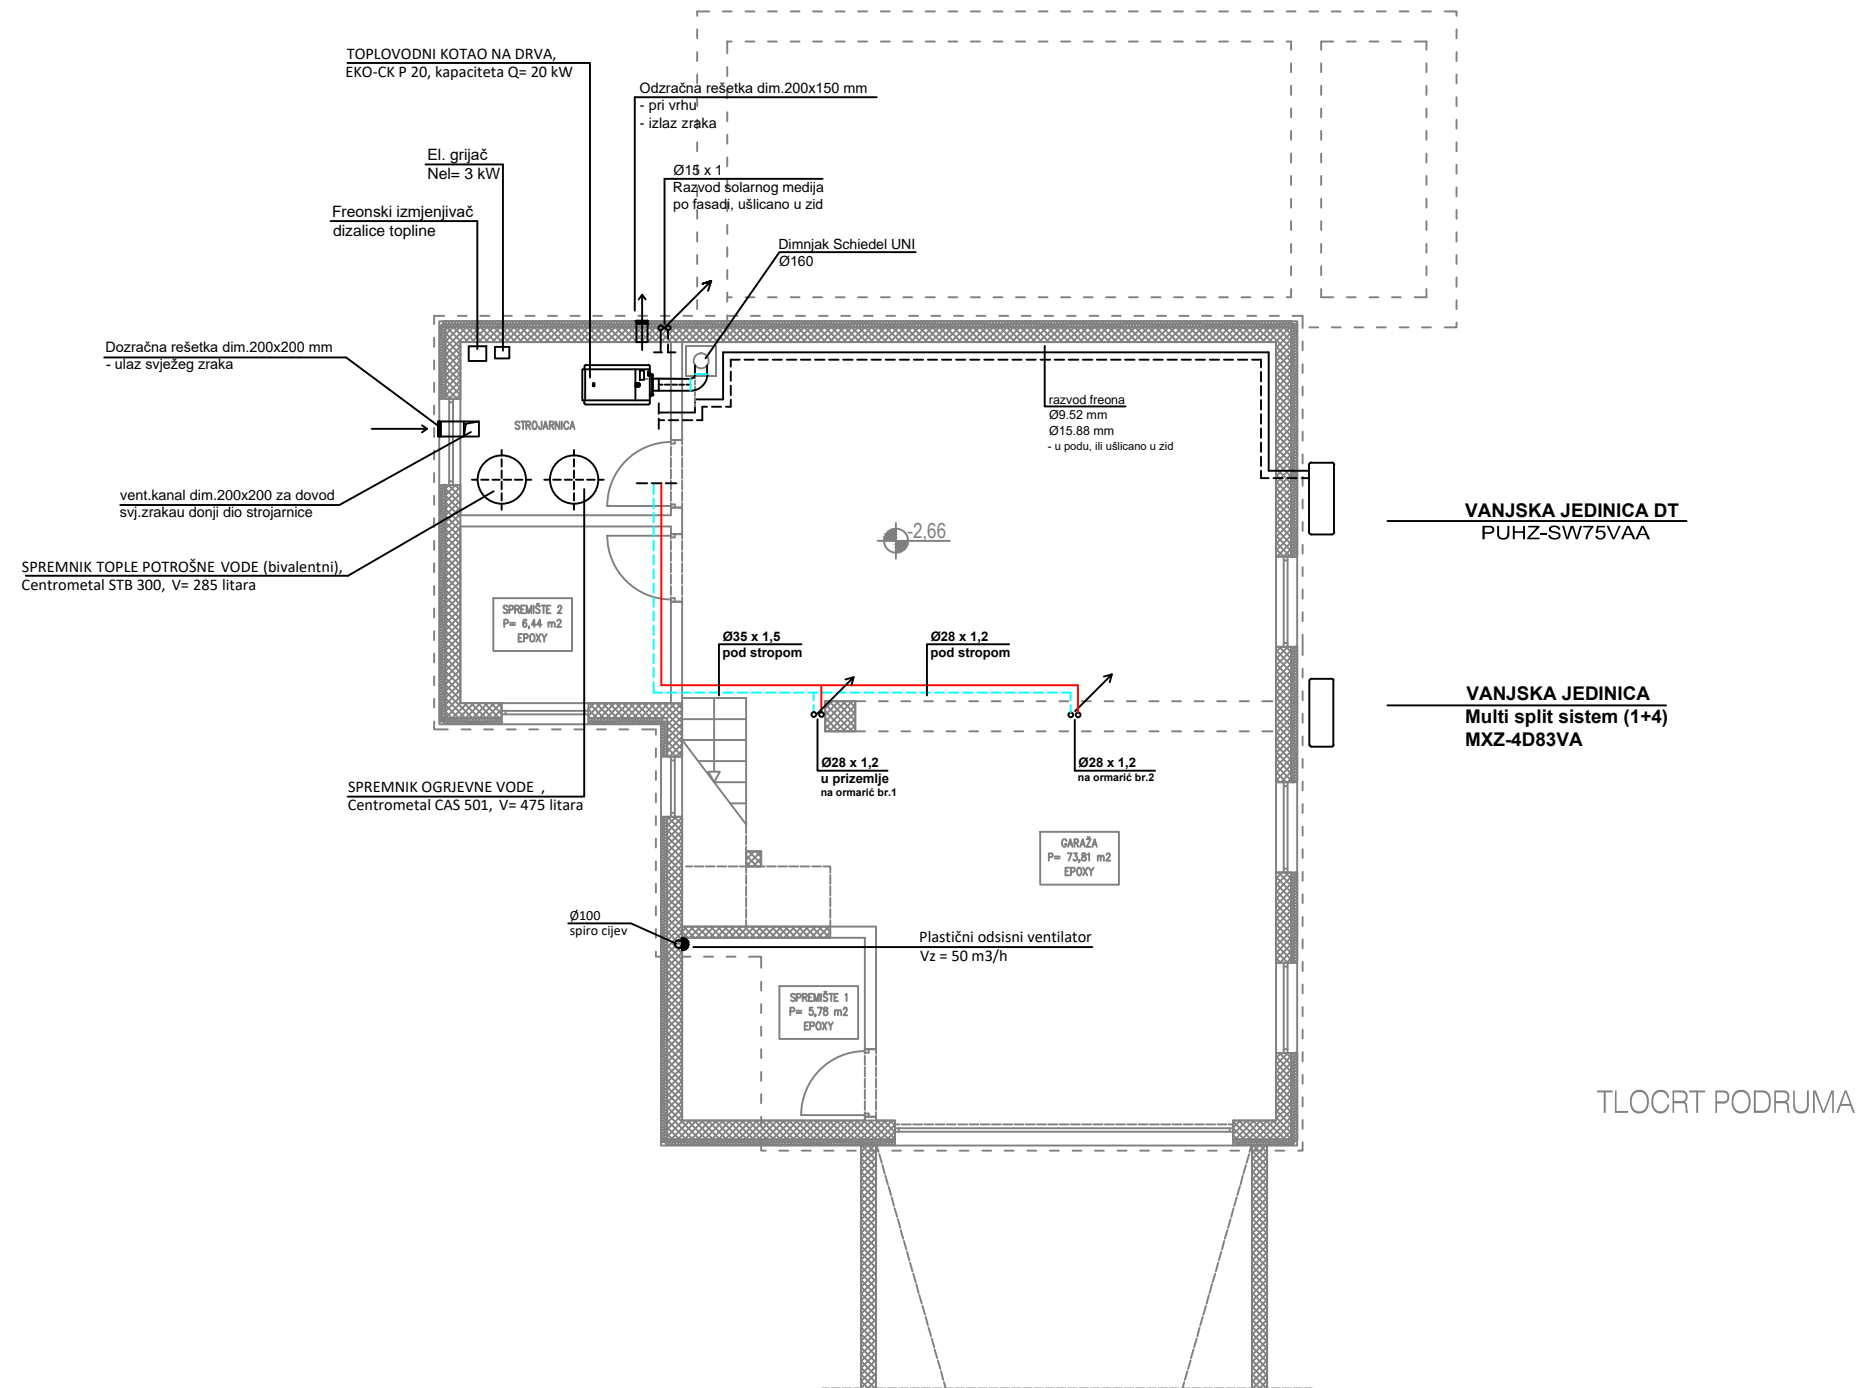 TOPLOVODNI KOTAO NA DRVA,
EKO-CK P 20, kapaciteta Q= 20 kW
Odzračna rešetka dim.200x150 mm
- pri vrhu
- izlaz zraka
El. grijač
Nel= 3 kW
Ø15 x 1
Razvod solarnog medija
po fasadi, ušlicano u zid
Freonski izmjenjivač
dizalice topline
Dimnjak Schiedel UNI
Ø160
Dozračna rešetka dim.200x200 mm
- ulaz svježeg zraka
razvod freona
Ø9.52 mm
Ø15.88 mm
- u podu, ili ušlicano u zid
STROJARNICA
vent.kanal dim.200x200 za dovod
svj.zrakau donji dio strojarnice
VANJSKA JEDINICA DT
PUHZ-SW75VAA
-2,66
SPREMNIK TOPLE POTROŠNE VODE (bivalentni),
Centrometal STB 300, V= 285 litara
SPREMIŠTE 2
P= 6,44 m2
EPOXY
Ø35 x 1,5
pod stropom
Ø28 x 1,2
pod stropom
VANJSKA JEDINICA
Multi split sistem (1+4)
MXZ-4D83VA
Ø28 x 1,2
u prizemlje
na ormarić br.1
Ø28 x 1,2
na ormarić br.2
SPREMNIK OGRJEVNE VODE ,
Centrometal CAS 501, V= 475 litara
GARAŽA
P= 73,81 m2
EPOXY
Ø100
spiro cijev
Plastični odsisni ventilator
Vz = 50 m3/h
SPREMIŠTE 1
P= 5,78 m2
EPOXY
TLOCRT PODRUMA